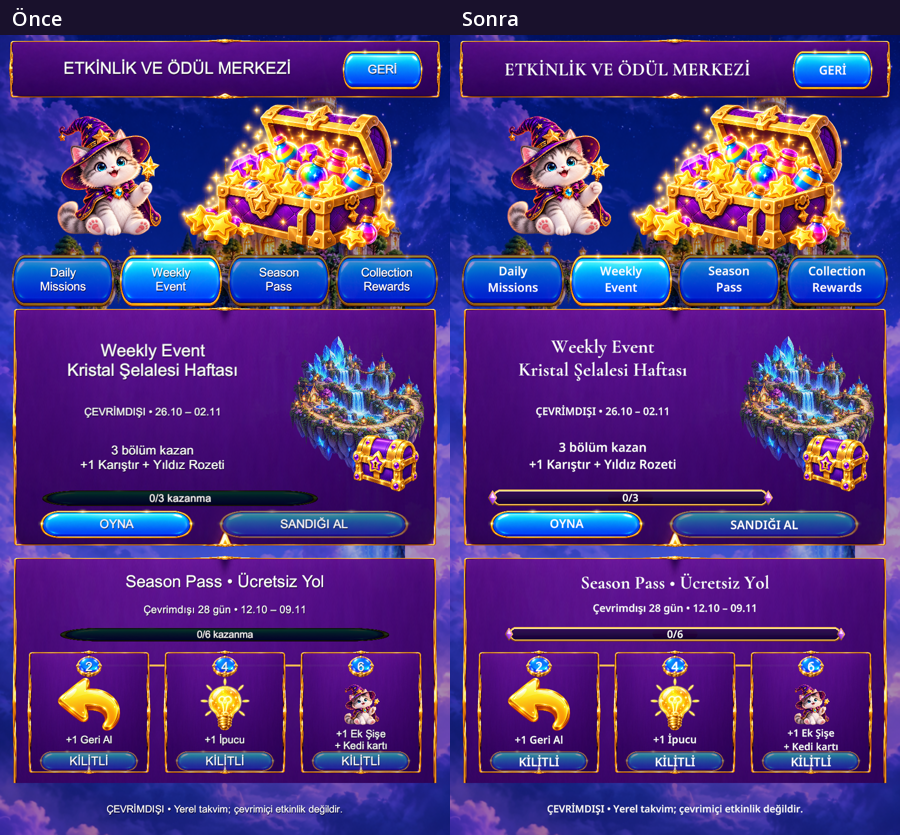 Önce
ETKİNLİK VE ÖDÜL MERKEZİ
GERİ
Daily
Missions
Weekly
Event
Season
Pass
Collection
Rewards
Weekly Event
Kristal Şelalesi Haftası
ÇEVRİMDIŞI • 26.10 – 02.11
3 bölüm kazan
+1 Karıştır + Yıldız Rozeti
0/3 kazanma
OYNA
SANDIĞI AL
Season Pass • Ücretsiz Yol
Çevrimdışı 28 gün • 12.10 – 09.11
0/6 kazanma
2
+1 Geri Al
KİLİTLİ
4
+1 İpucu
KİLİTLİ
6
+1 Ek Şişe
+ Kedi kartı
KİLİTLİ
ÇEVRİMDIŞI • Yerel takvim; çevrimiçi etkinlik değildir.
Sonra
ETKİNLİK VE ÖDÜL MERKEZİ
GERİ
Daily
Missions
Weekly
Event
Season
Pass
Collection
Rewards
Weekly Event
Kristal Şelalesi Haftası
ÇEVRİMDIŞI • 26.10 – 02.11
3 bölüm kazan
+1 Karıştır + Yıldız Rozeti
0/3
OYNA
SANDIĞI AL
Season Pass • Ücretsiz Yol
Çevrimdışı 28 gün • 12.10 – 09.11
0/6
2
+1 Geri Al
KİLİTLİ
4
+1 İpucu
KİLİTLİ
6
+1 Ek Şişe
+ Kedi kartı
KİLİTLİ
ÇEVRİMDIŞI • Yerel takvim; çevrimiçi etkinlik değildir.